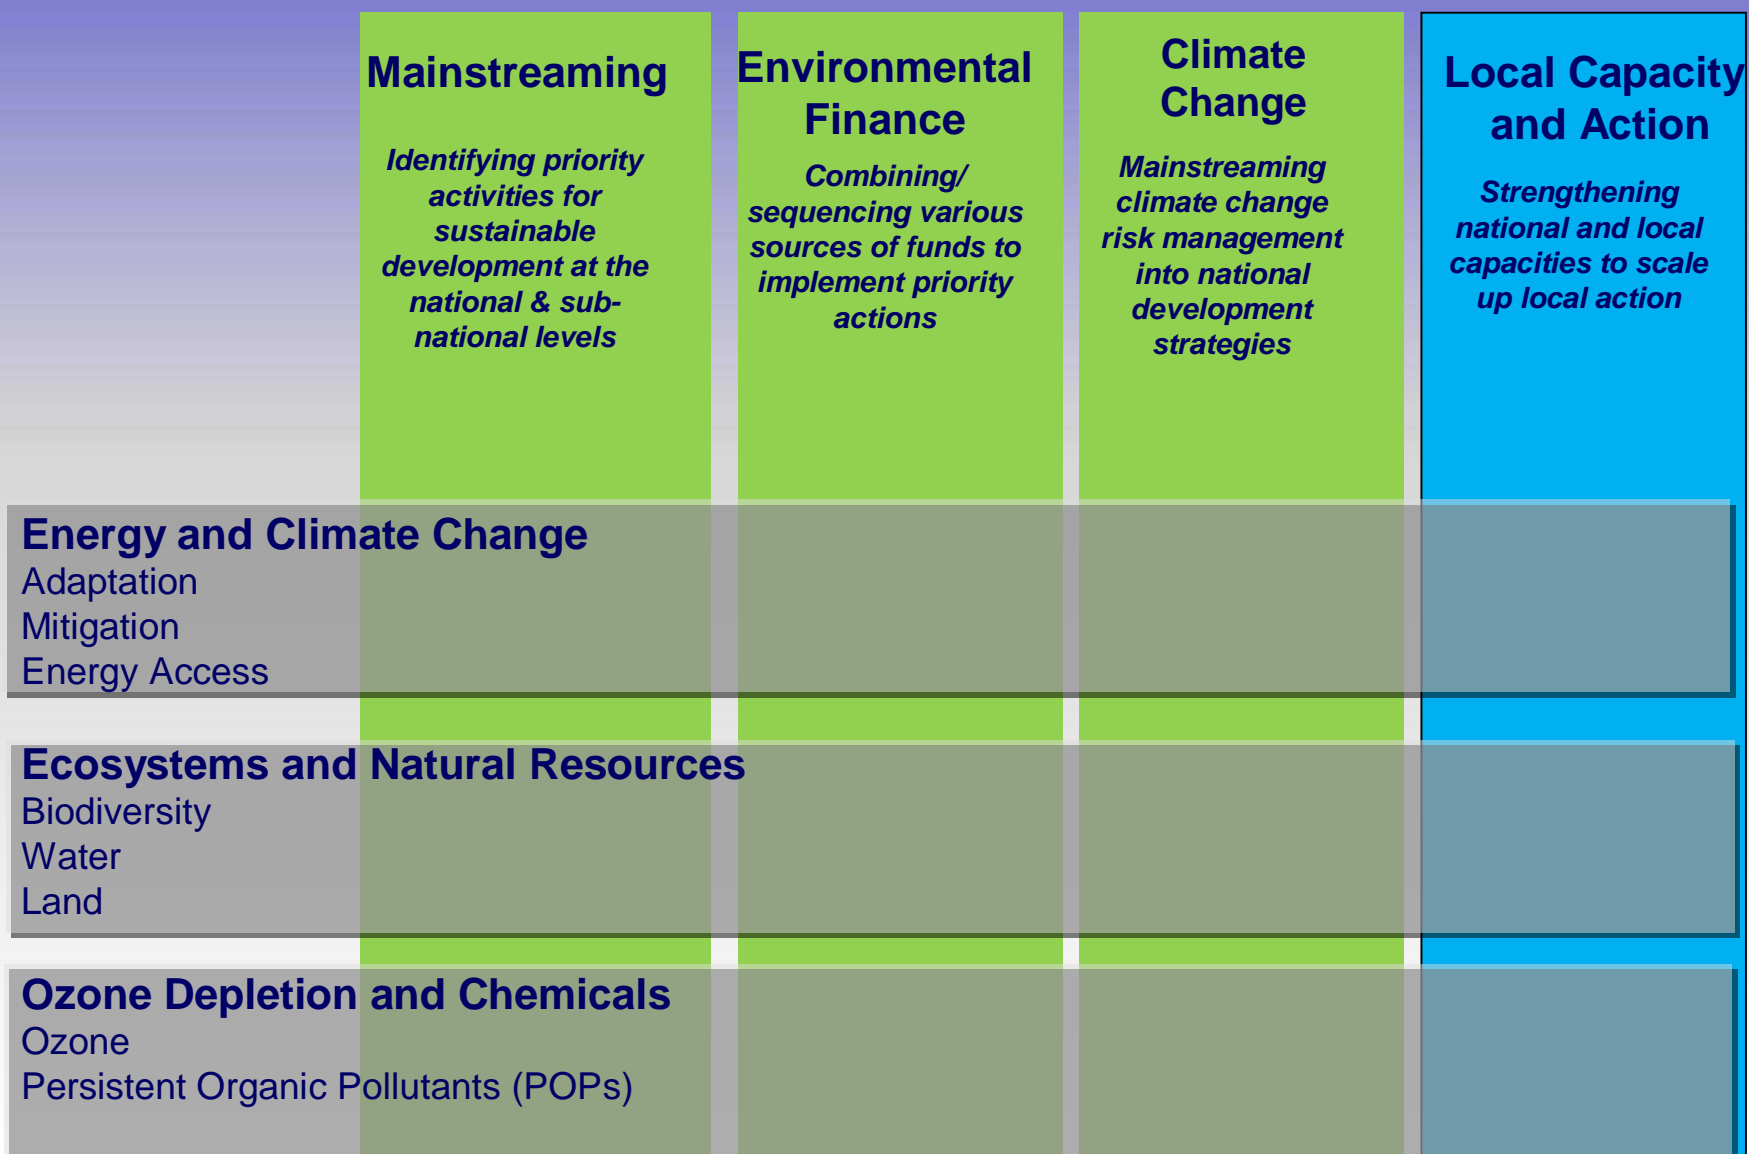 Mainstreaming
Identifying priority
activities for
sustainable
development at the
national & sub-
national levels
Environmental
Finance
Combining/
sequencing various
sources of funds to
implement priority
actions
Climate
Change
Mainstreaming
climate change
risk management
into national
development
strategies
Local Capacity
and Action
Strengthening
national and local
capacities to scale
up local action
Energy and Climate Change
Adaptation
Mitigation
Energy Access
Ecosystems and Natural Resources
Biodiversity
Water
Land
Ozone Depletion and Chemicals
Ozone
Persistent Organic Pollutants (POPs)